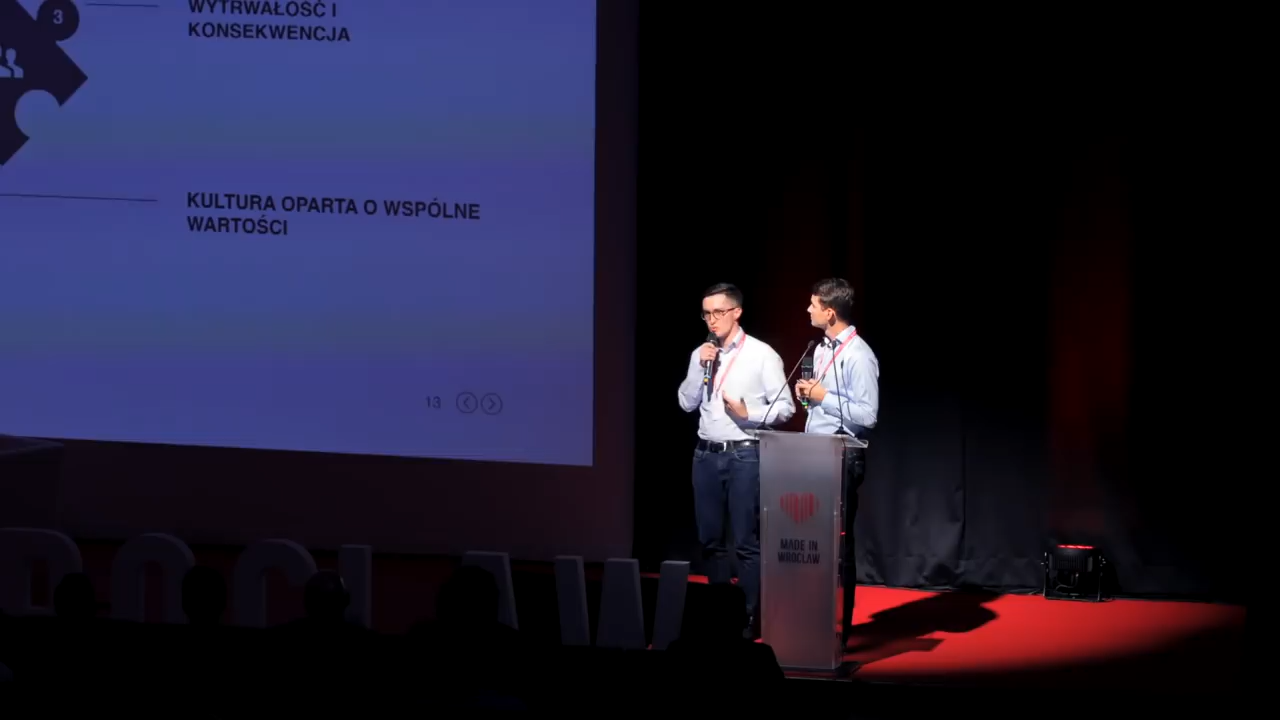 3
WYTRWAŁOŚĆ I
KONSEKWENCJA
KULTURA OPARTA O WSPÓLNE
WARTOŚCI
13
MADE IN
WROCLAW